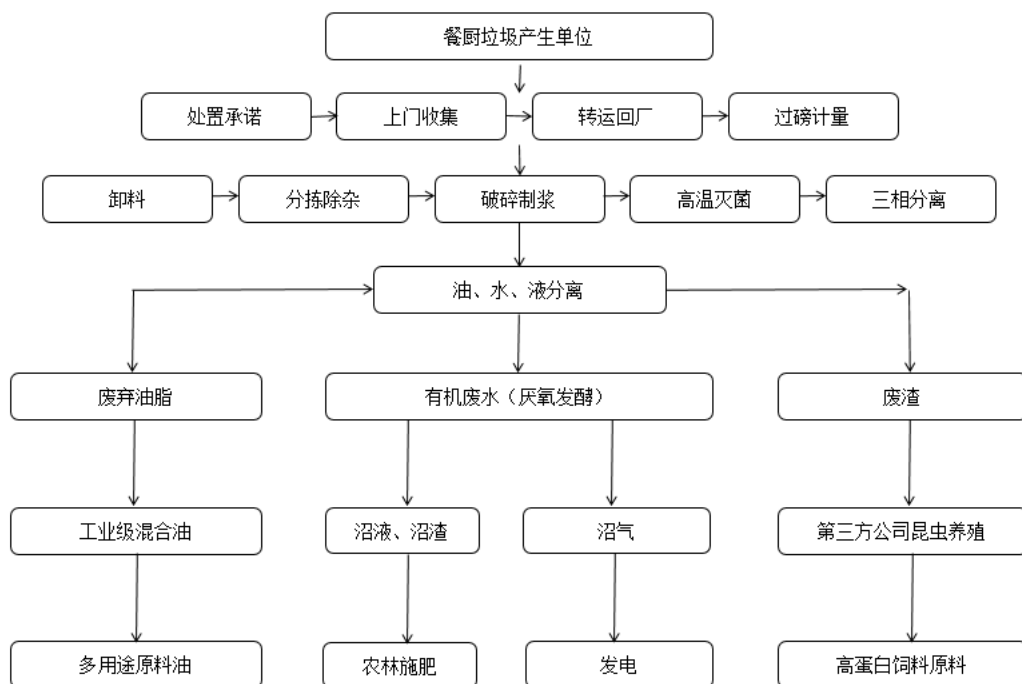 餐厨垃圾产生单位
处置承诺
上门收集
转运回厂
过磅计量
卸料
分拣除杂
破碎制浆
高温灭菌
三相分离
油、水、液分离
废弃油脂
有机废水（厌氧发酵）
废渣
工业级混合油
沼液、沼渣
沼气
第三方公司昆虫养殖
多用途原料油
农林施肥
发电
高蛋白饲料原料